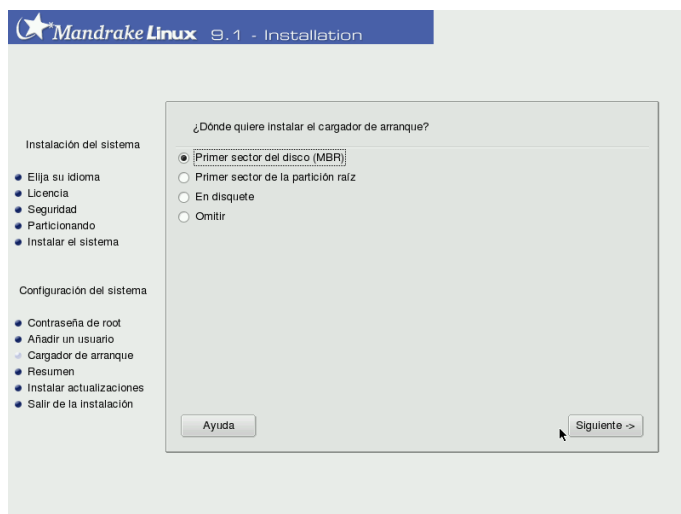 Mandrake Linux 9.1 - Installation
Instalación del sistema
Elija su idioma
Licencia
Seguridad
Particionando
Instalar el sistema
Configuración del sistema
Contraseña de root
Añadir un usuario
Cargador de arranque
Resumen
Instalar actualizaciones
Salir de la instalación
¿Dónde quiere instalar el cargador de arranque?
Primer sector del disco (MBR)
Primer sector de la partición raíz
En disquete
Omitir
Ayuda
Siguiente ->